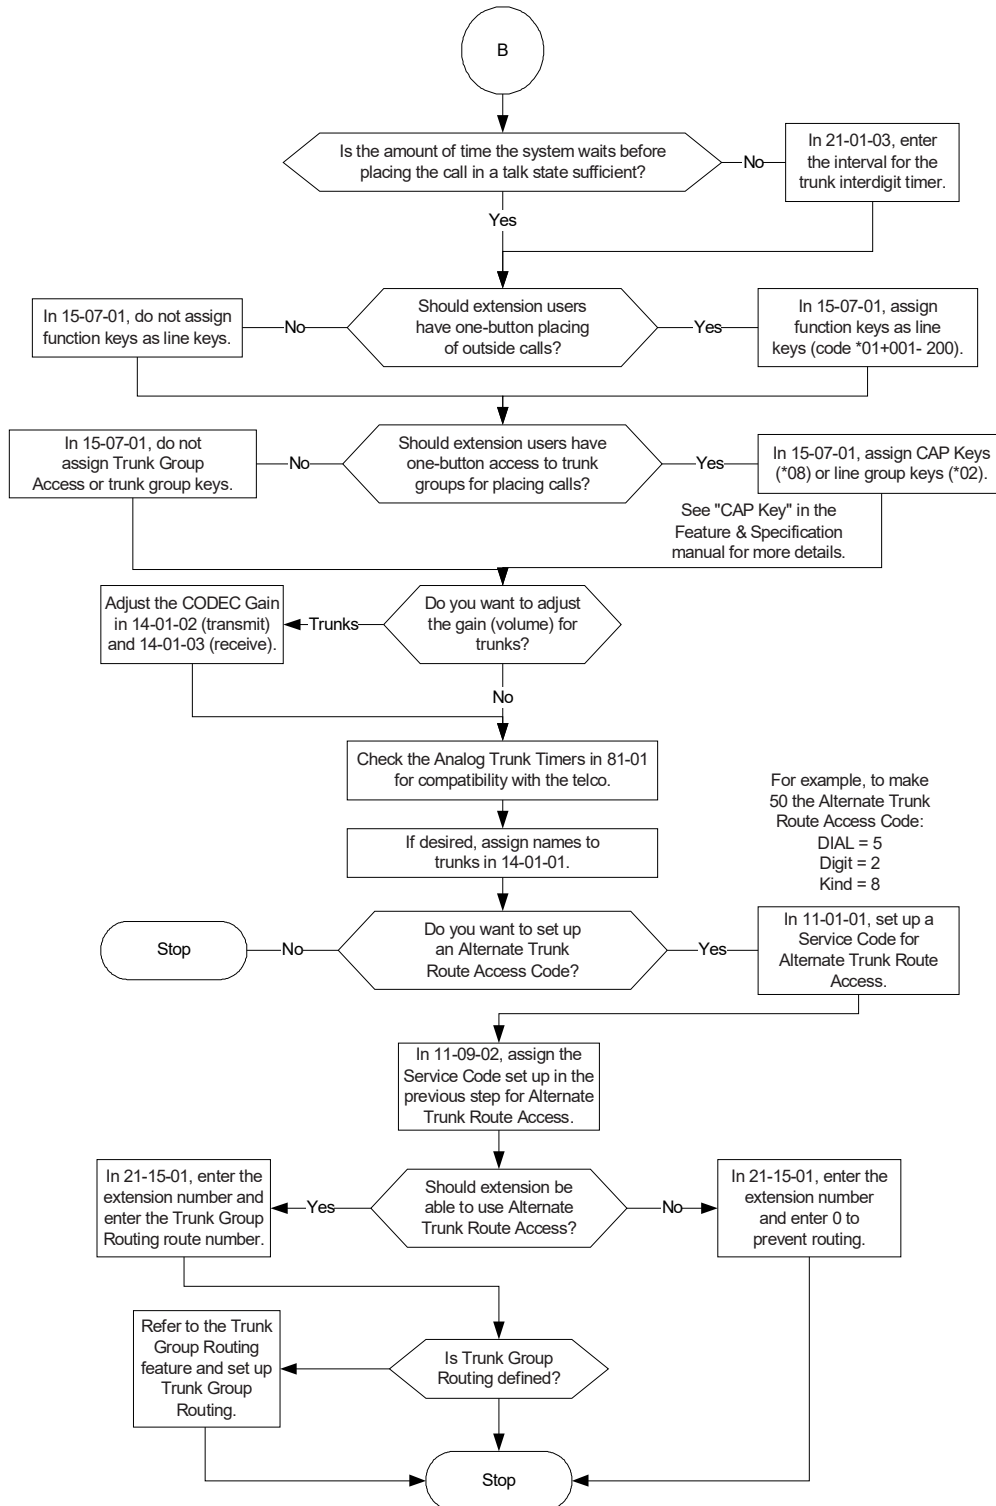 B
Is the amount of time the system waits before
placing the call in a talk state sufficient?
No
In 21-01-03, enter
the interval for the
trunk interdigit timer.
Yes
In 15-07-01, do not assign
function keys as line keys.
No
Should extension users
have one-button placing
of outside calls?
Yes
In 15-07-01, assign
function keys as line
keys (code *01+001- 200).
In 15-07-01, do not
assign Trunk Group
Access or trunk group keys.
No
Should extension users have
one-button access to trunk
groups for placing calls?
Yes
In 15-07-01, assign CAP Keys
(*08) or line group keys (*02).
See "CAP Key" in the
Feature & Specification
manual for more details.
Adjust the CODEC Gain
in 14-01-02 (transmit)
and 14-01-03 (receive).
Trunks
Do you want to adjust
the gain (volume) for
trunks?
No
Check the Analog Trunk Timers in 81-01
for compatibility with the telco.
If desired, assign names to
trunks in 14-01-01.
For example, to make
50 the Alternate Trunk
Route Access Code:
DIAL = 5
Digit = 2
Kind = 8
Stop
No
Do you want to set up
an Alternate Trunk
Route Access Code?
Yes
In 11-01-01, set up a
Service Code for
Alternate Trunk Route
Access.
In 11-09-02, assign the
Service Code set up in the
previous step for Alternate
Trunk Route Access.
In 21-15-01, enter the
extension number and
enter the Trunk Group
Routing route number.
Yes
Should extension be
able to use Alternate
Trunk Route Access?
No
In 21-15-01, enter the
extension number
and enter 0 to
prevent routing.
Refer to the Trunk
Group Routing
feature and set up
Trunk Group
Routing.
Is Trunk Group
Routing defined?
Stop